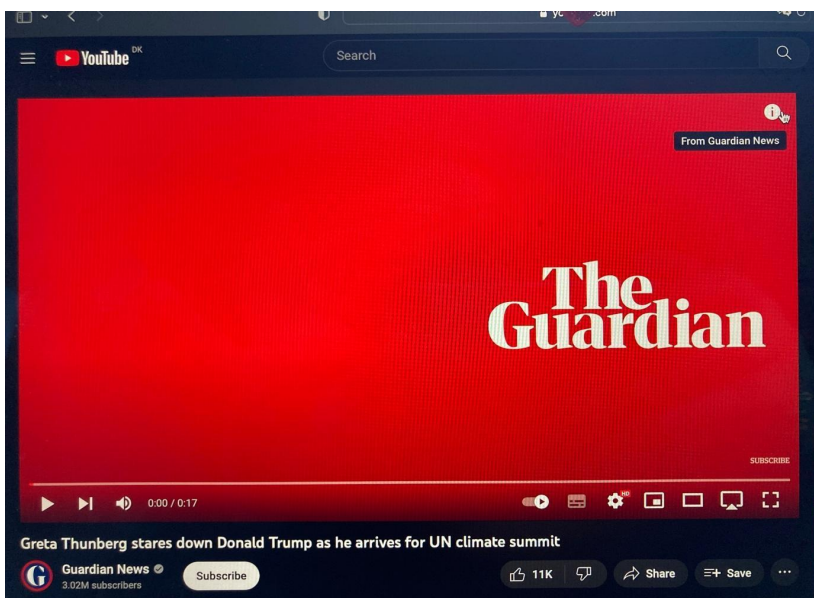 YouTube DK
Search
From Guardian News
The
Guardian
SUBSCRIBE
0:00 / 0:17
HD
Greta Thunberg stares down Donald Trump as he arrives for UN climate summit
Guardian News
3.02M subscribers
Subscribe
11K
Share
Save